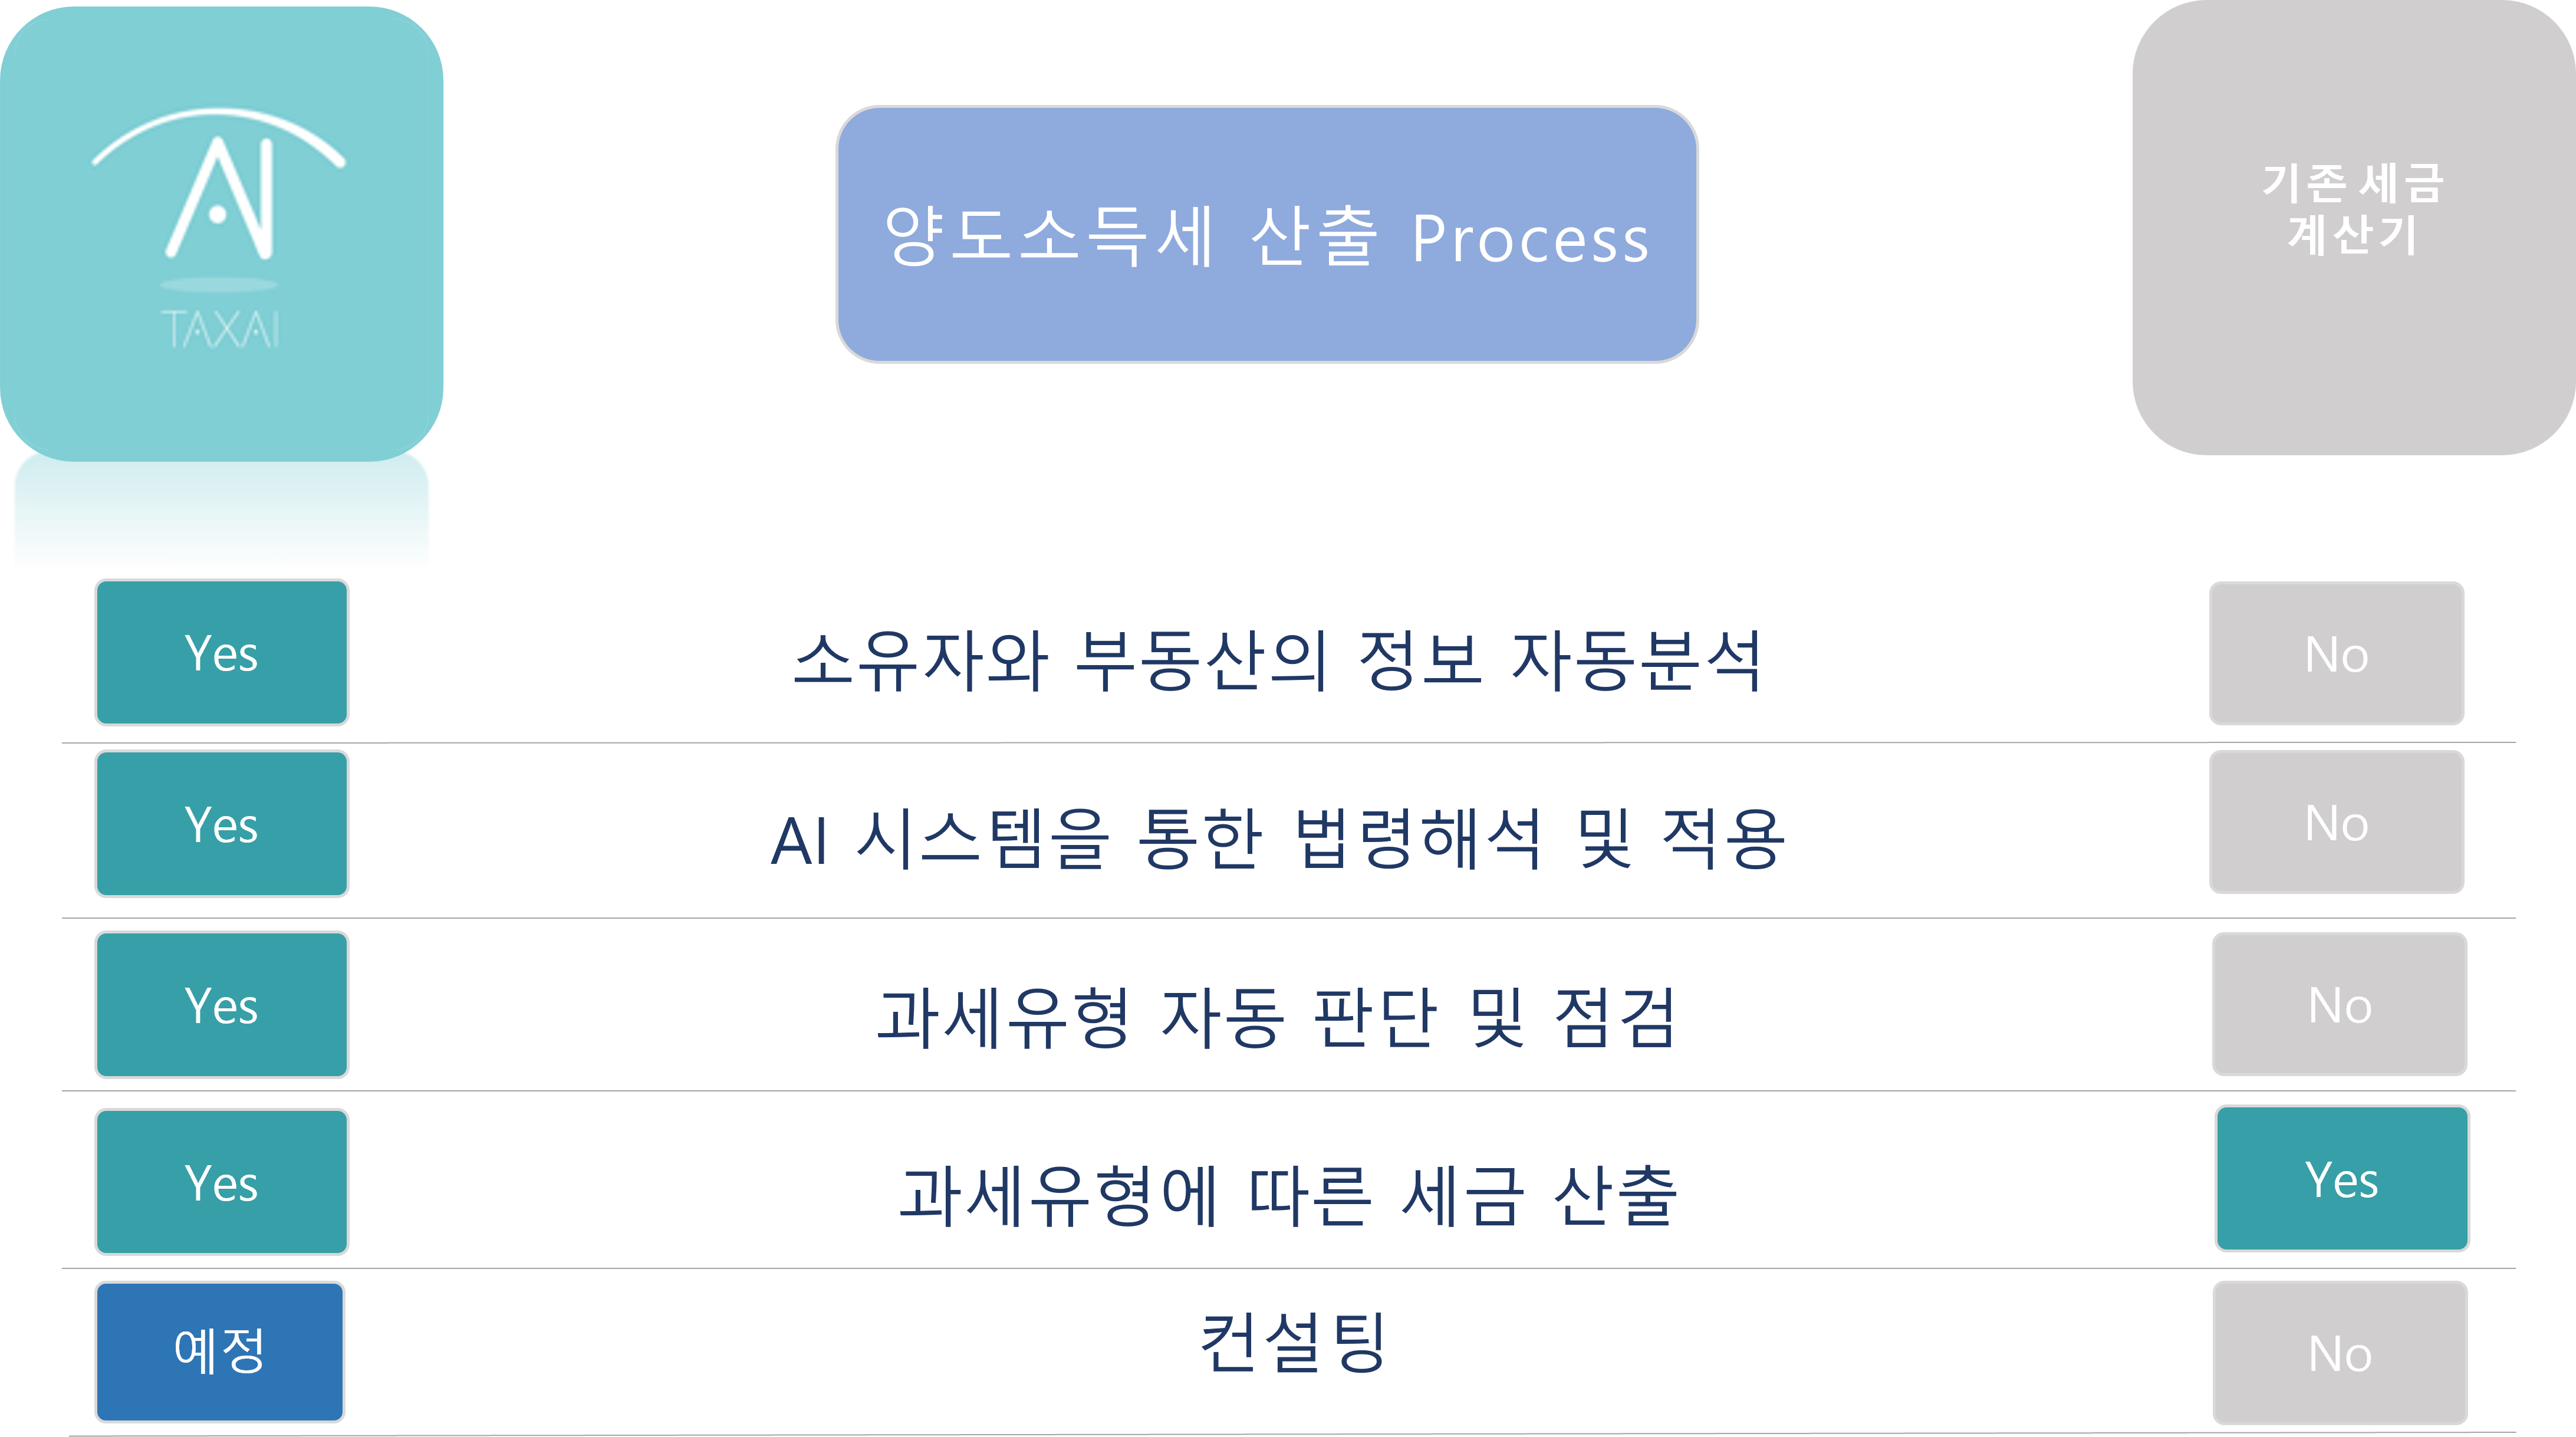 AI
TAXAI
양도소득세 산출 Process
기존 세금
계산기
Yes
소유자와 부동산의 정보 자동분석
No
Yes
AI 시스템을 통한 법령해석 및 적용
No
Yes
과세유형 자동 판단 및 점검
No
Yes
과세유형에 따른 세금 산출
Yes
예정
컨설팅
No